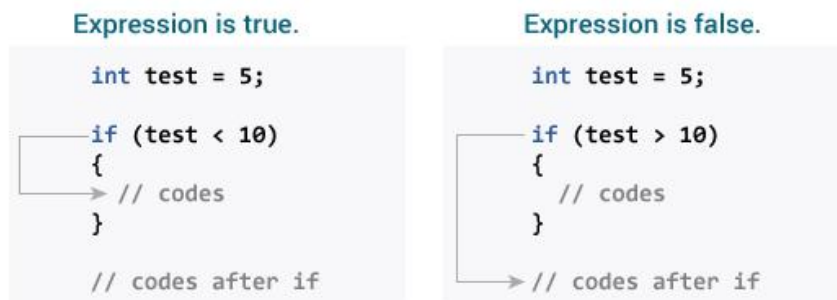 Expression is true.
int test = 5;
if (test < 10)
{
// codes
}
// codes after if
Expression is false.
int test = 5;
if (test > 10)
{
// codes
}
// codes after if